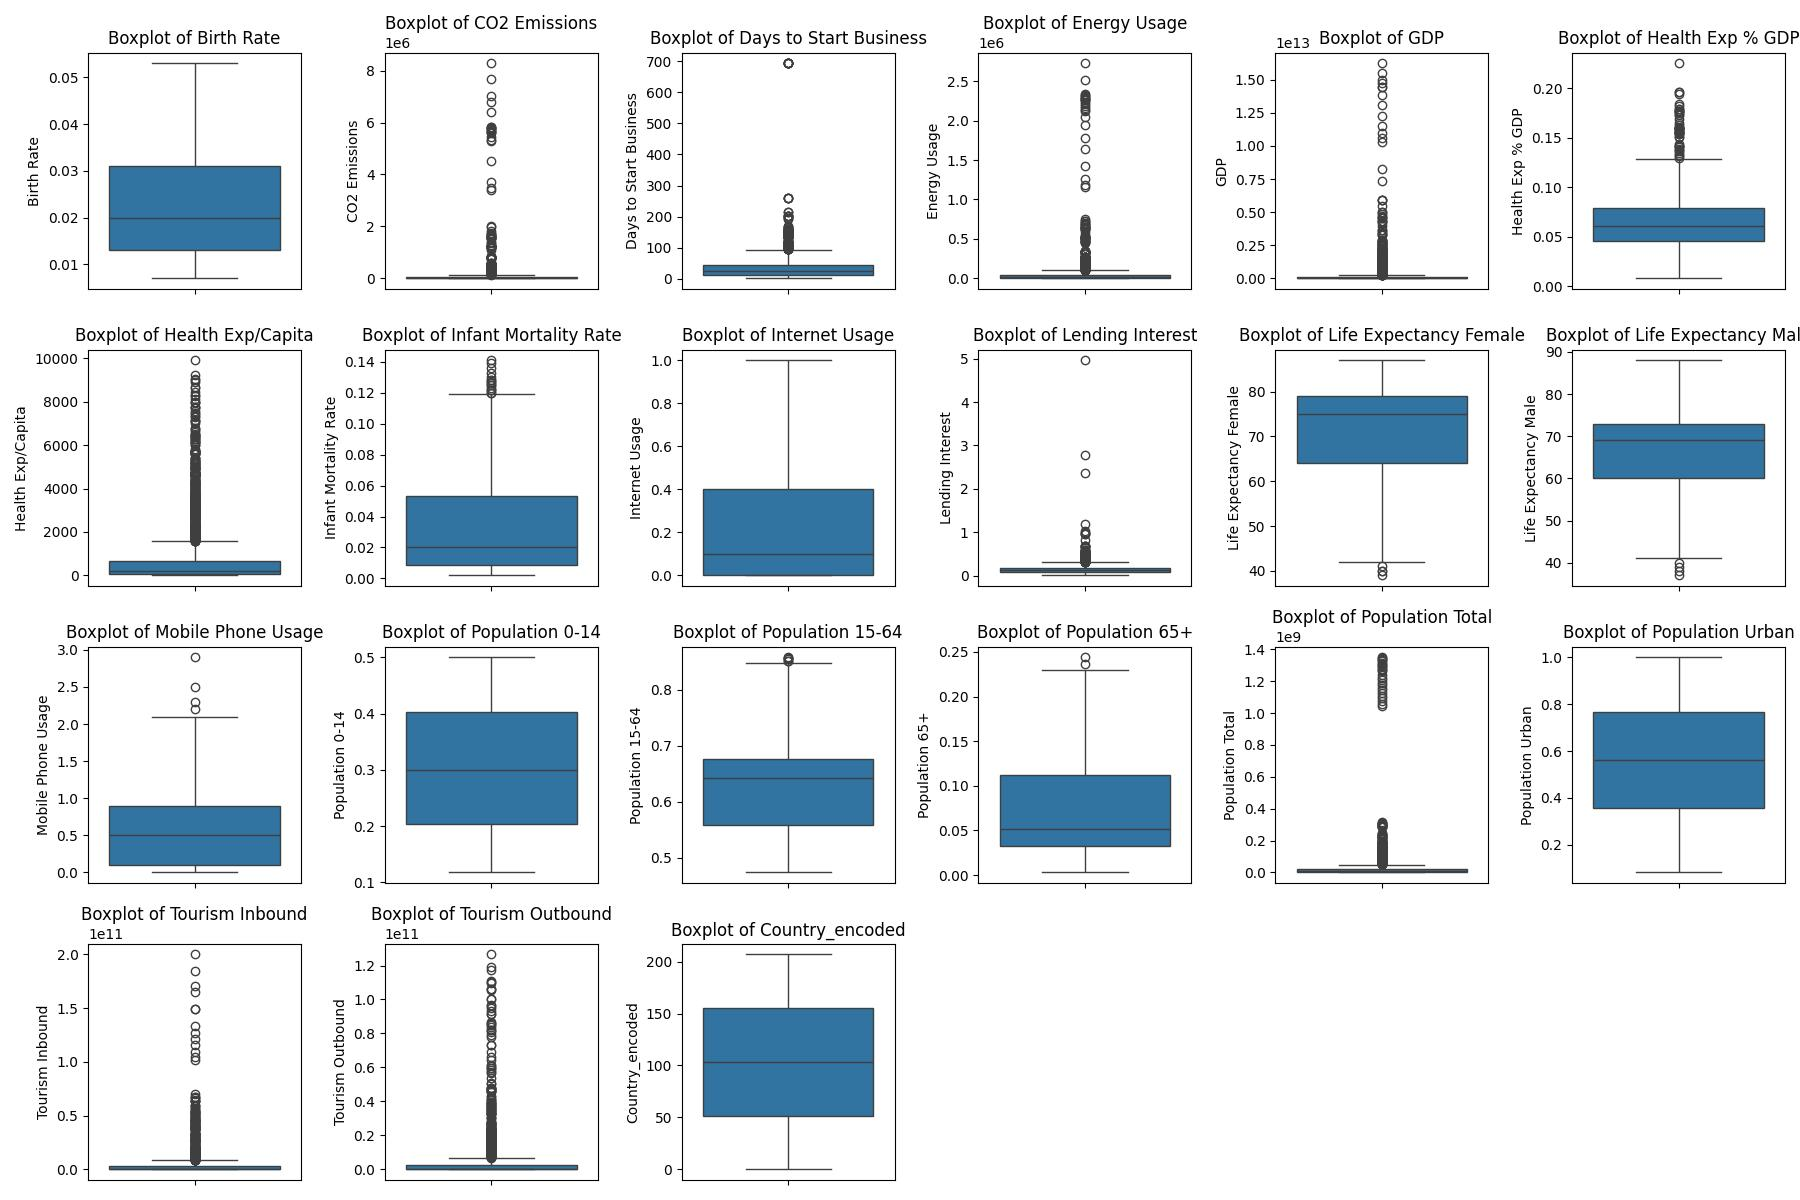 Boxplot of Birth Rate
Birth Rate
0.05
0.04
0.03
0.02
0.01
Boxplot of CO2 Emissions
1e6
CO2 Emissions
8
6
4
2
0
Boxplot of Days to Start Business
Days to Start Business
700
600
500
400
300
200
100
0
Boxplot of Energy Usage
1e6
Energy Usage
2.5
2.0
1.5
1.0
0.5
0.0
Boxplot of GDP
1e13
GDP
1.50
1.25
1.00
0.75
0.50
0.25
0.00
Boxplot of Health Exp % GDP
Health Exp % GDP
0.20
0.15
0.10
0.05
0.00
Boxplot of Health Exp/Capita
Health Exp/Capita
10000
8000
6000
4000
2000
0
Boxplot of Infant Mortality Rate
Infant Mortality Rate
0.14
0.12
0.10
0.08
0.06
0.04
0.02
0.00
Boxplot of Internet Usage
Internet Usage
1.0
0.8
0.6
0.4
0.2
0.0
Boxplot of Lending Interest
Lending Interest
5
4
3
2
1
0
Boxplot of Life Expectancy Female
Life Expectancy Female
80
70
60
50
40
Boxplot of Life Expectancy Mal
Life Expectancy Male
90
80
70
60
50
40
Boxplot of Mobile Phone Usage
Mobile Phone Usage
3.0
2.5
2.0
1.5
1.0
0.5
0.0
Boxplot of Population 0-14
Population 0-14
0.5
0.4
0.3
0.2
0.1
Boxplot of Population 15-64
Population 15-64
0.8
0.7
0.6
0.5
Boxplot of Population 65+
Population 65+
0.25
0.20
0.15
0.10
0.05
0.00
Boxplot of Population Total
1e9
Population Total
1.4
1.2
1.0
0.8
0.6
0.4
0.2
0.0
Boxplot of Population Urban
Population Urban
1.0
0.8
0.6
0.4
0.2
Boxplot of Tourism Inbound
1e11
Tourism Inbound
2.0
1.5
1.0
0.5
0.0
Boxplot of Tourism Outbound
1e11
Tourism Outbound
1.2
1.0
0.8
0.6
0.4
0.2
0.0
Boxplot of Country_encoded
Country_encoded
200
150
100
50
0